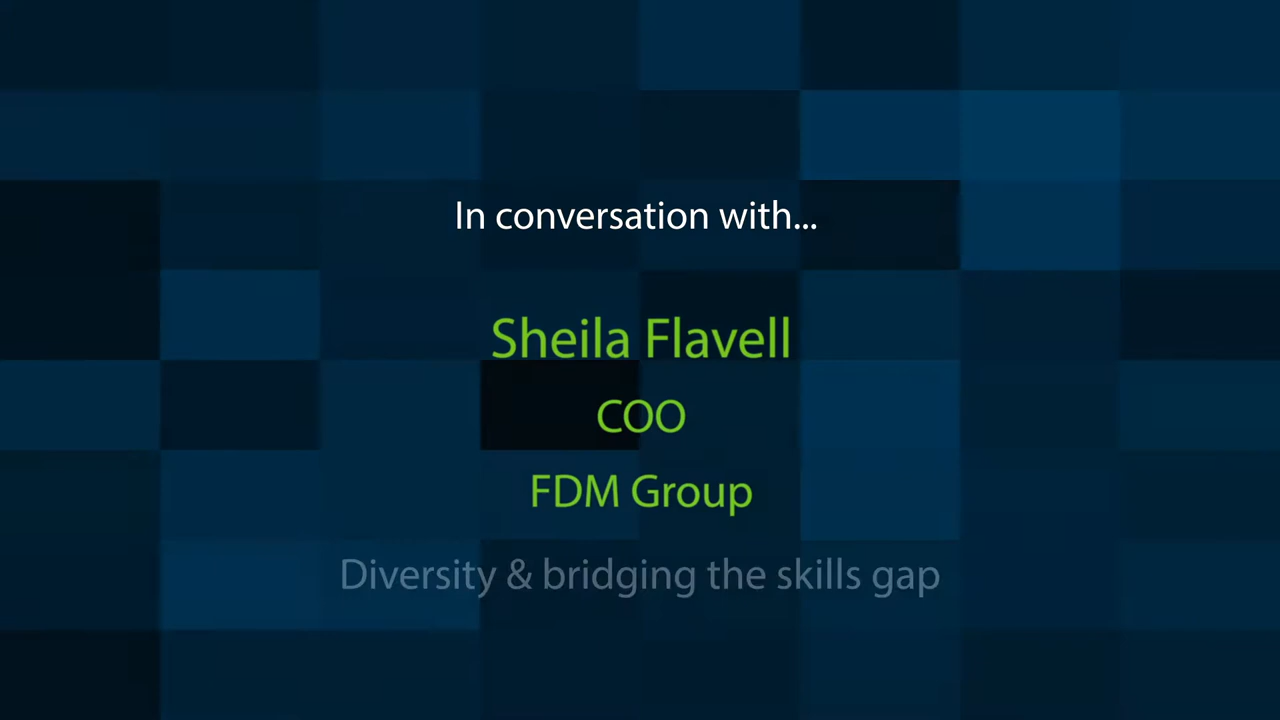 In conversation with...
Sheila Flavell
COO
FDM Group
Diversity & bridging the skills gap